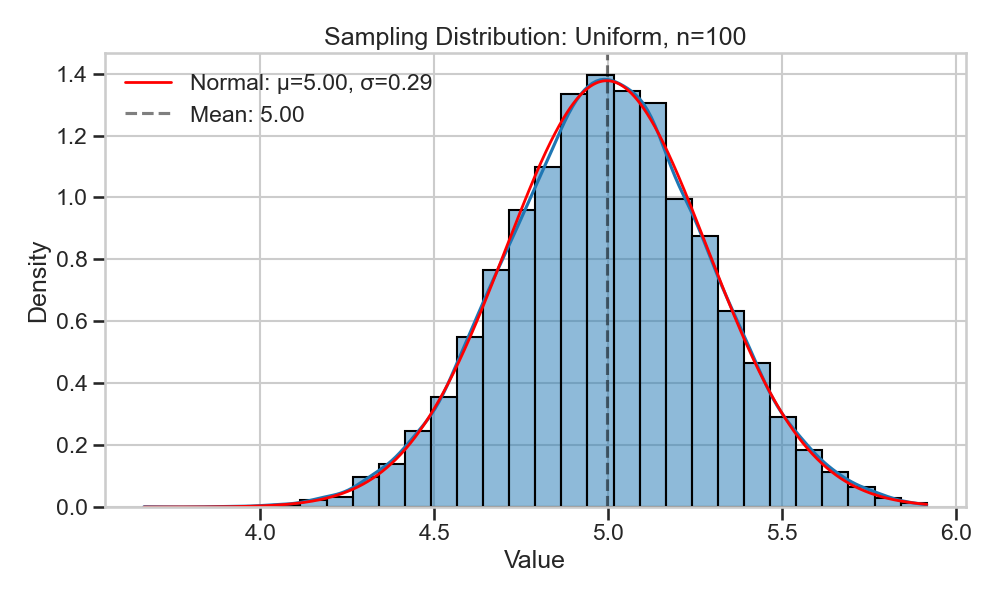 Sampling Distribution: Uniform, n=100
Normal: μ=5.00, σ=0.29
Mean: 5.00
Density
1.4
1.2
1.0
0.8
0.6
0.4
0.2
0.0
4.0 4.5 5.0 5.5 6.0
Value